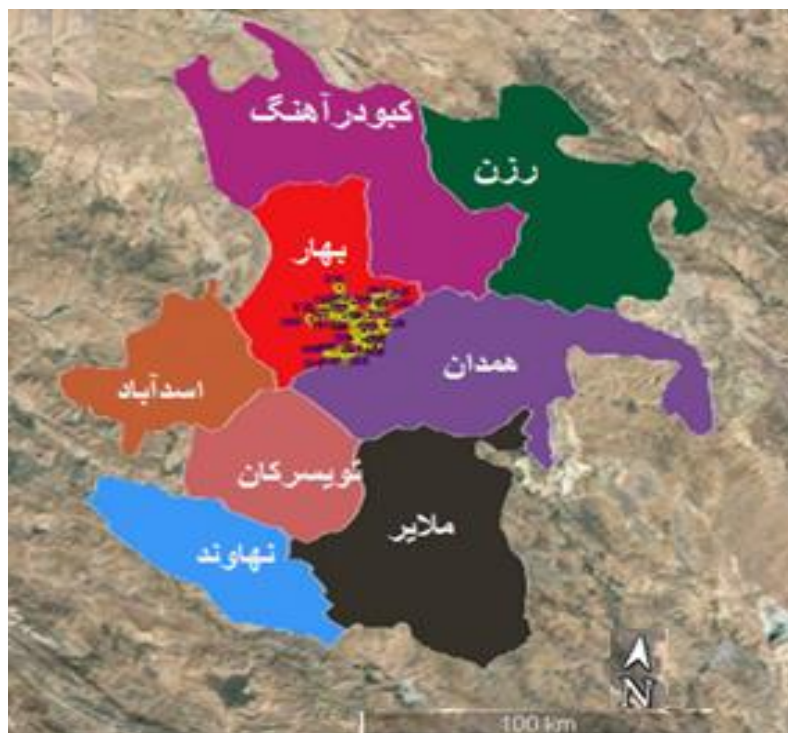 کبودرآهنگ
رزن
بهار
همدان
اسدآباد
تویسرکان
ملایر
نهاوند
N
100 km